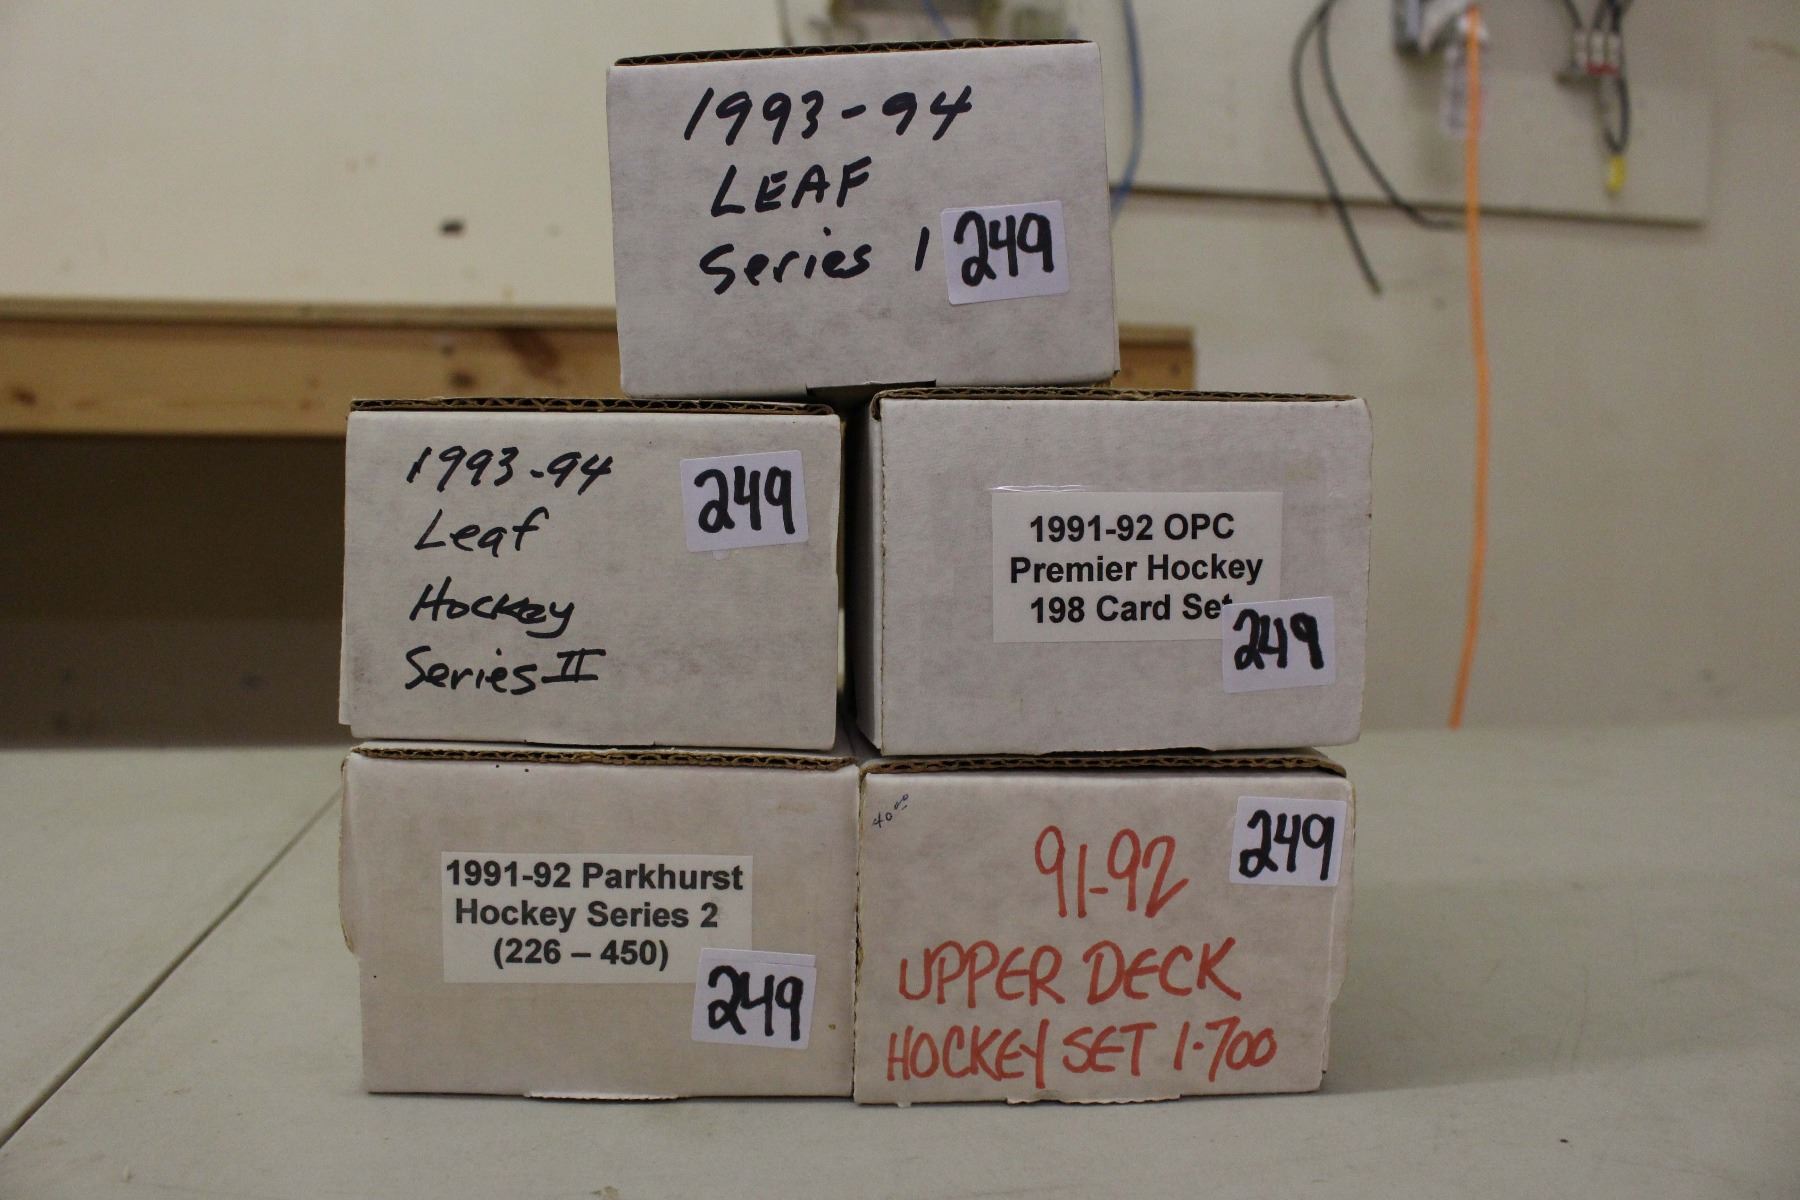 1993-94
LEAF
Series 1
249
1993-94
Leaf
Hockey
Series II
249
1991-92 OPC
Premier Hockey
198 Card Set
249
1991-92 Parkhurst
Hockey Series 2
(226 – 450)
249
40.00
249
91-92
UPPER DECK
HOCKEY SET 1-700